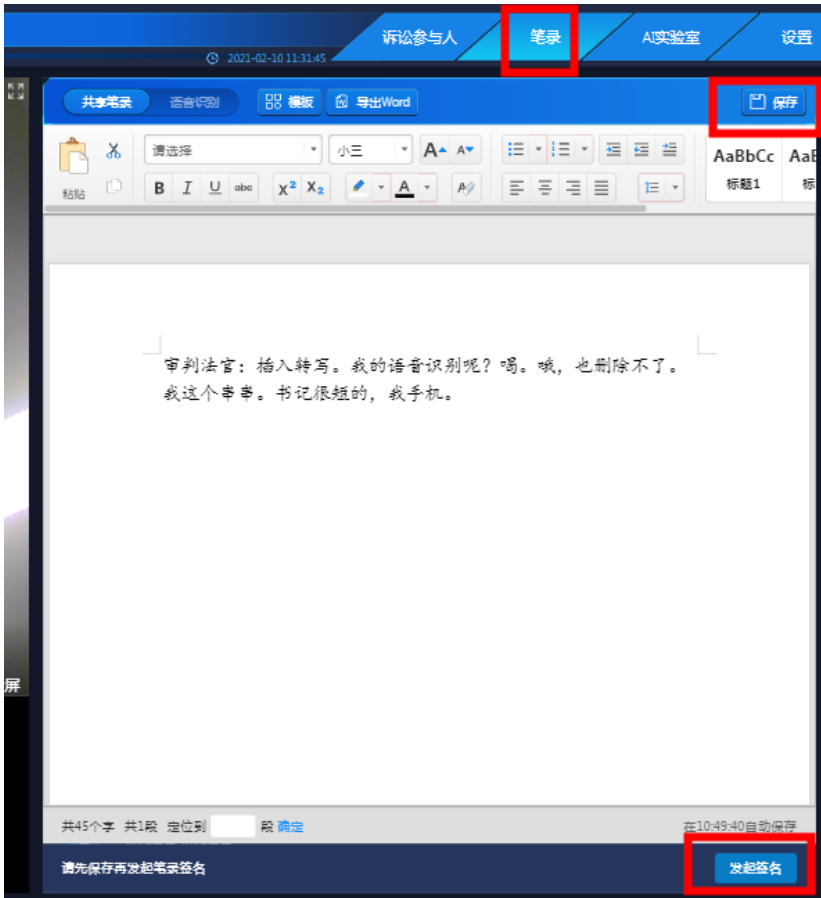 诉讼参与人 笔录 AI实验室 设置
2021-02-10 11:31:45
共享笔录 语音识别 模板 导出Word 保存
请选择 小三 A A
AaBbCc AaB
粘贴 B I U abc X² X₂ A 标题1 标
审判法官：插入转写。我的语音识别呢？喝。哦，也删除不了。
我这个串串。书记很短的，我手机。
屏
共45个字 共1段 定位到 段 确定 在10:49:40自动保存
请先保存再发起笔录签名 发起签名